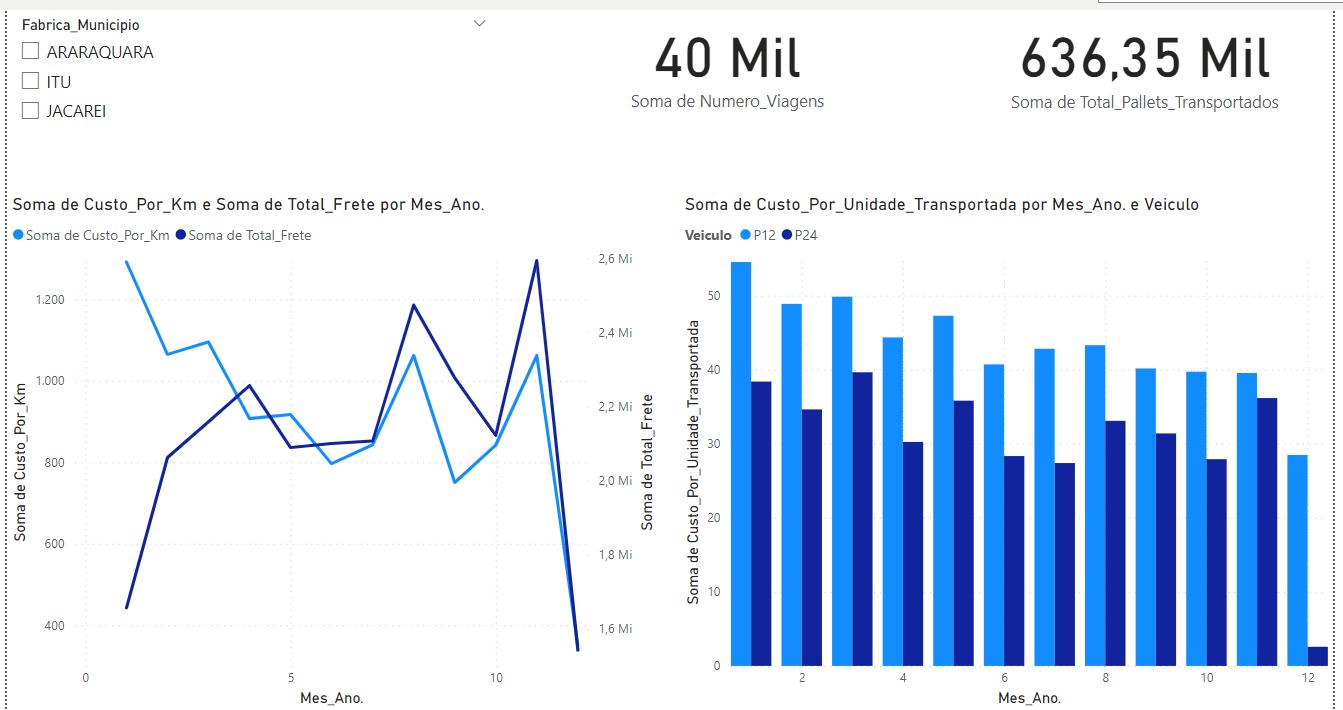 Fabrica_Municipio
ARARAQUARA
ITU
JACAREI
40 Mil
Soma de Numero_Viagens
636,35 Mil
Soma de Total_Pallets_Transportados
Soma de Custo_Por_Km e Soma de Total_Frete por Mes_Ano.
Soma de Custo_Por_Km Soma de Total_Frete
Soma de Custo_Por_Km
1.200
1.000
800
600
400
2,6 Mi
2,4 Mi
2,2 Mi
2,0 Mi
1,8 Mi
1,6 Mi
Soma de Total_Frete
0 5 10
Mes_Ano.
Soma de Custo_Por_Unidade_Transportada por Mes_Ano. e Veiculo
Veiculo P12 P24
Soma de Custo_Por_Unidade_Transportada
50
40
30
20
10
0
2 4 6 8 10 12
Mes_Ano.